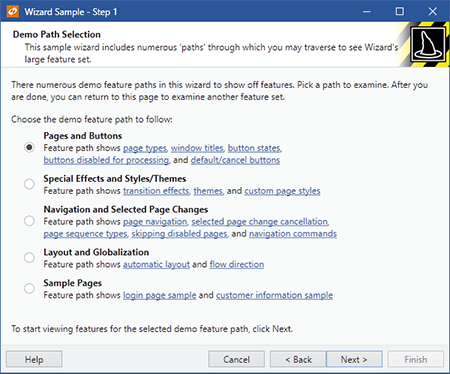 Wizard Sample - Step 1
Demo Path Selection
This sample wizard includes numerous 'paths' through which you may traverse to see Wizard's
large feature set.
There numerous demo feature paths in this wizard to show off features. Pick a path to examine. After you
are done, you can return to this page to examine another feature set.
Choose the demo feature path to follow:
Pages and Buttons
Feature path shows page types, window titles, button states,
buttons disabled for processing, and default/cancel buttons
Special Effects and Styles/Themes
Feature path shows transition effects, themes, and custom page styles
Navigation and Selected Page Changes
Feature path shows page navigation, selected page change cancellation,
page sequence types, skipping disabled pages, and navigation commands
Layout and Globalization
Feature path shows automatic layout and flow direction
Sample Pages
Feature path shows login page sample and customer information sample
To start viewing features for the selected demo feature path, click Next.
Help Cancel < Back Next > Finish